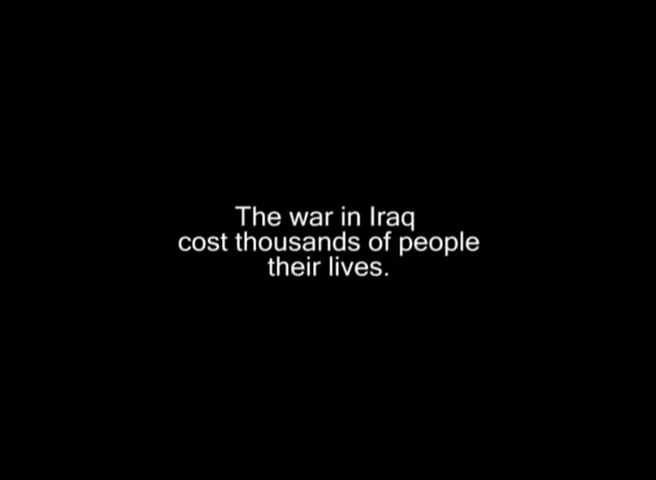 The war in Iraq
cost thousands of people
their lives.